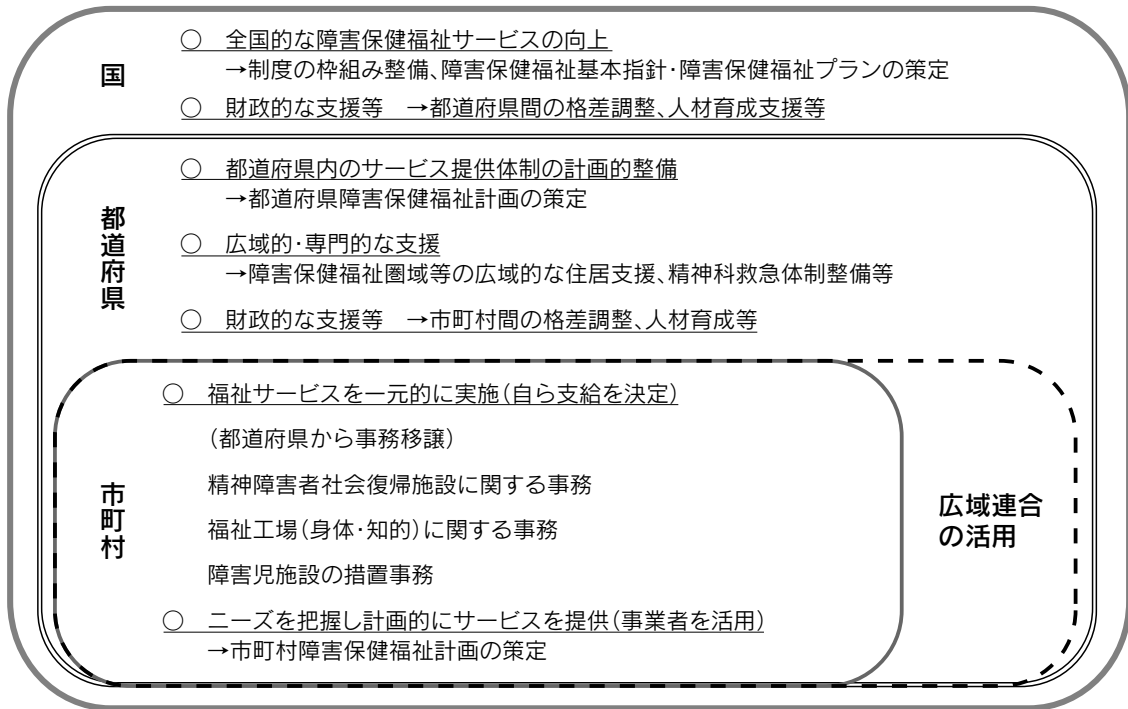 国
○ 全国的な障害保健福祉サービスの向上
→制度の枠組み整備、障害保健福祉基本指針・障害保健福祉プランの策定
○ 財政的な支援等 →都道府県間の格差調整、人材育成支援等
都道府県
○ 都道府県内のサービス提供体制の計画的整備
→都道府県障害保健福祉計画の策定
○ 広域的・専門的な支援
→障害保健福祉圏域等の広域的な住居支援、精神科救急体制整備等
○ 財政的な支援等 →市町村間の格差調整、人材育成等
市町村
○ 福祉サービスを一元的に実施(自ら支給を決定)
(都道府県から事務移譲)
精神障害者社会復帰施設に関する事務
福祉工場(身体・知的)に関する事務
障害児施設の措置事務
○ ニーズを把握し計画的にサービスを提供(事業者を活用)
→市町村障害保健福祉計画の策定
広域連合
の活用